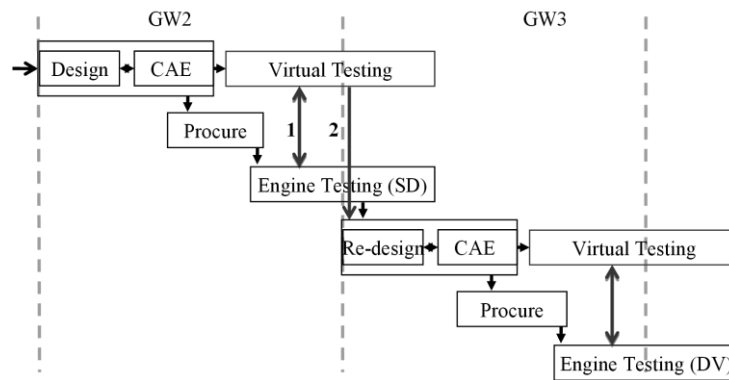 GW2 GW3
Design CAE Virtual Testing
Procure 1 2
Engine Testing (SD)
Re-design CAE Virtual Testing
Procure
Engine Testing (DV)